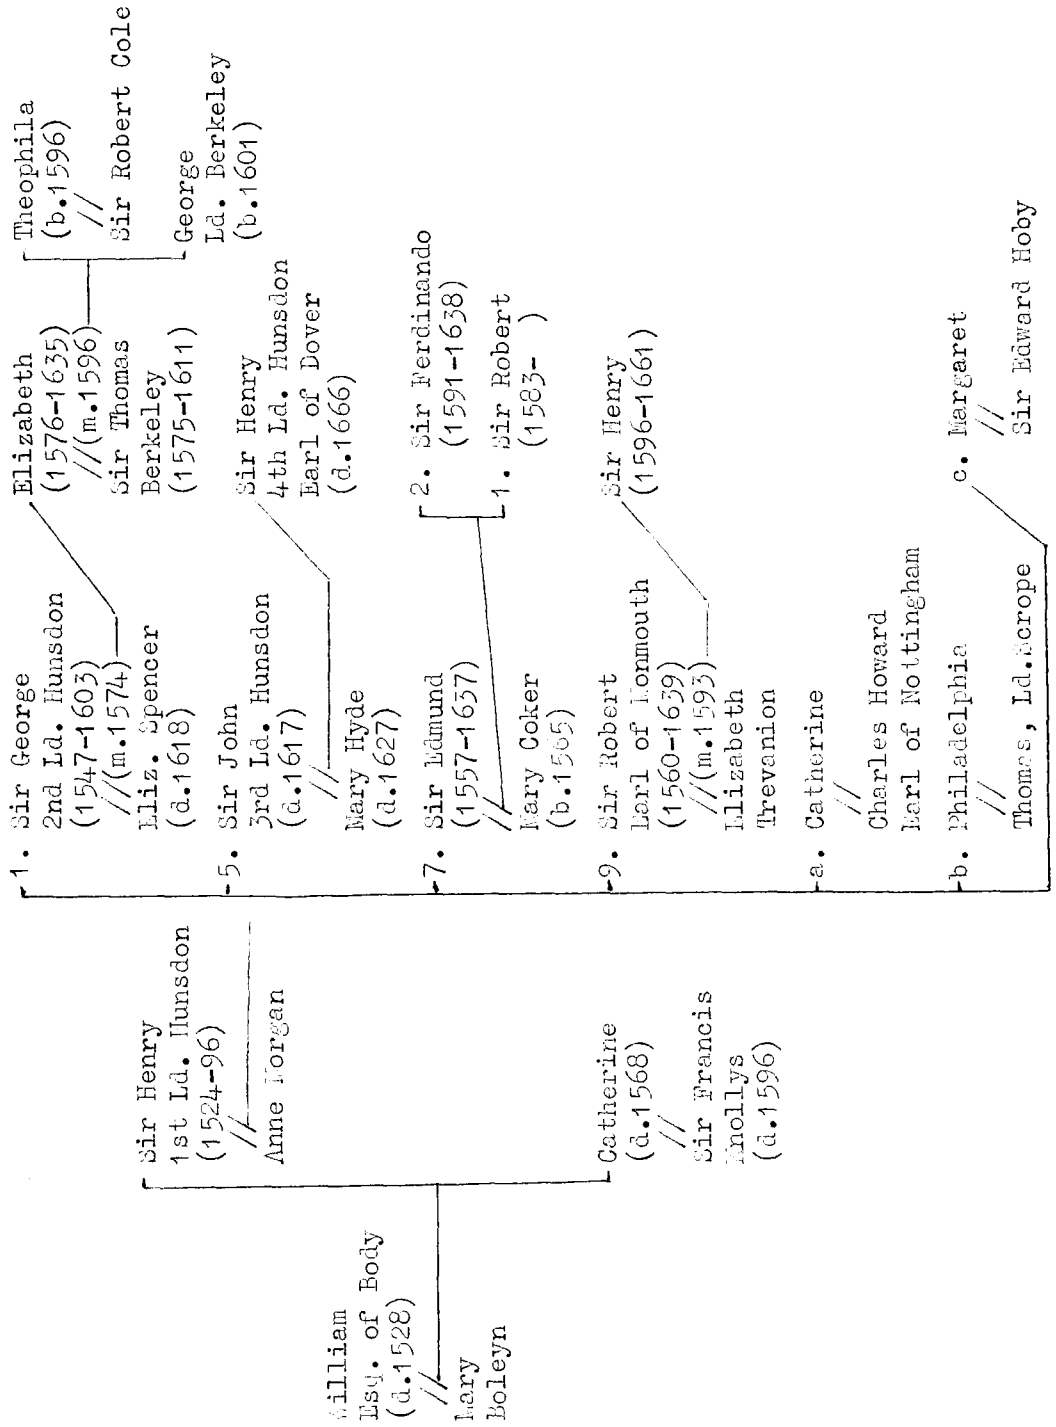 William
Esq. of Body
(d.1528)
//
Mary
Boleyn
Sir Henry
1st Ld. Hunsdon
(1524-96)
//
Anne Morgan
Catherine
(d.1568)
//
Sir Francis
Knollys
(d.1596)
1. Sir George
2nd Ld. Hunsdon
(1547-1603)
//(m.1574)
Eliz. Spencer
(d.1618)
5. Sir John
3rd Ld. Hunsdon
(d.1617)
//
Mary Hyde
(d.1627)
7. Sir Edmund
(1557-1637)
//
Mary Coker
(b.1565)
9. Sir Robert
Earl of Monmouth
(1560-1639)
//(m.1593)
Elizabeth
Trevanion
a. Catherine
//
Charles Howard
Earl of Nottingham
b. Philadelphia
//
Thomas, Ld.Scrope
Elizabeth
(1576-1635)
//(m.1596)
Sir Thomas
Berkeley
(1575-1611)
Sir Henry
4th Ld. Hunsdon
Earl of Dover
(d.1666)
2. Sir Ferdinando
(1591-1638)
1. Sir Robert
(1583- )
Sir Henry
(1596-1661)
c. Margaret
//
Sir Edward Hoby
Theophila
(b.1596)
//
Sir Robert Cole
George
Ld. Berkeley
(b.1601)